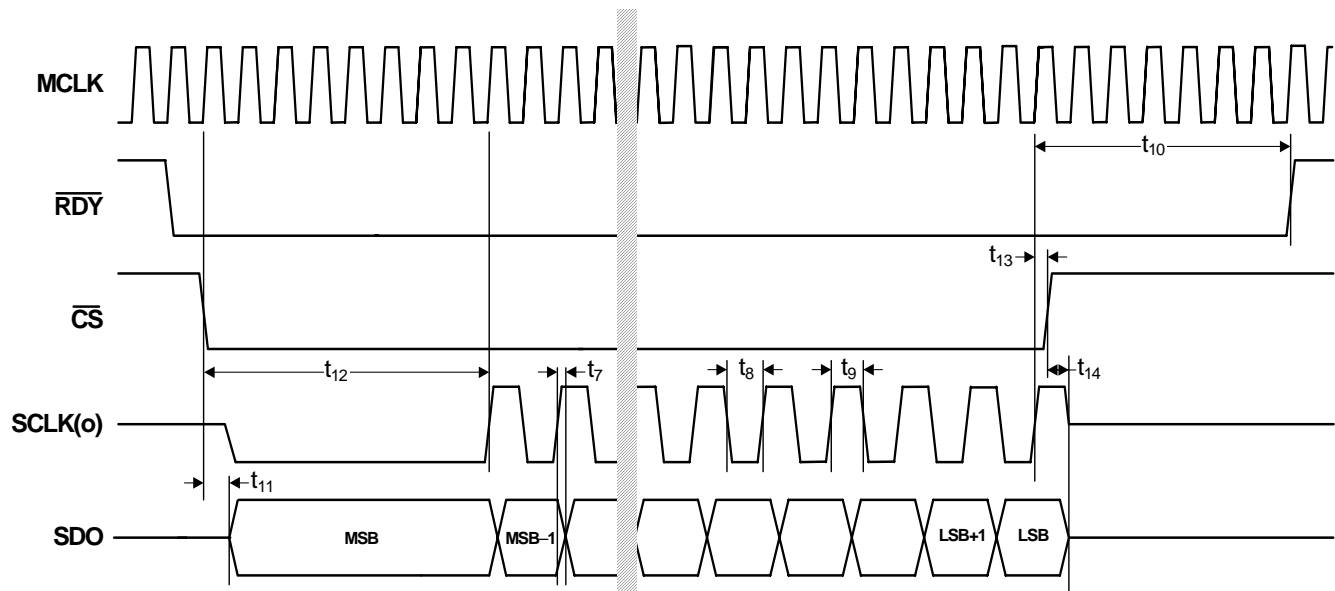 MCLK
t10
RDY
t13
CS
t12
t7
t8
t9
t14
SCLK(o)
t11
SDO
MSB
MSB–1
LSB+1
LSB